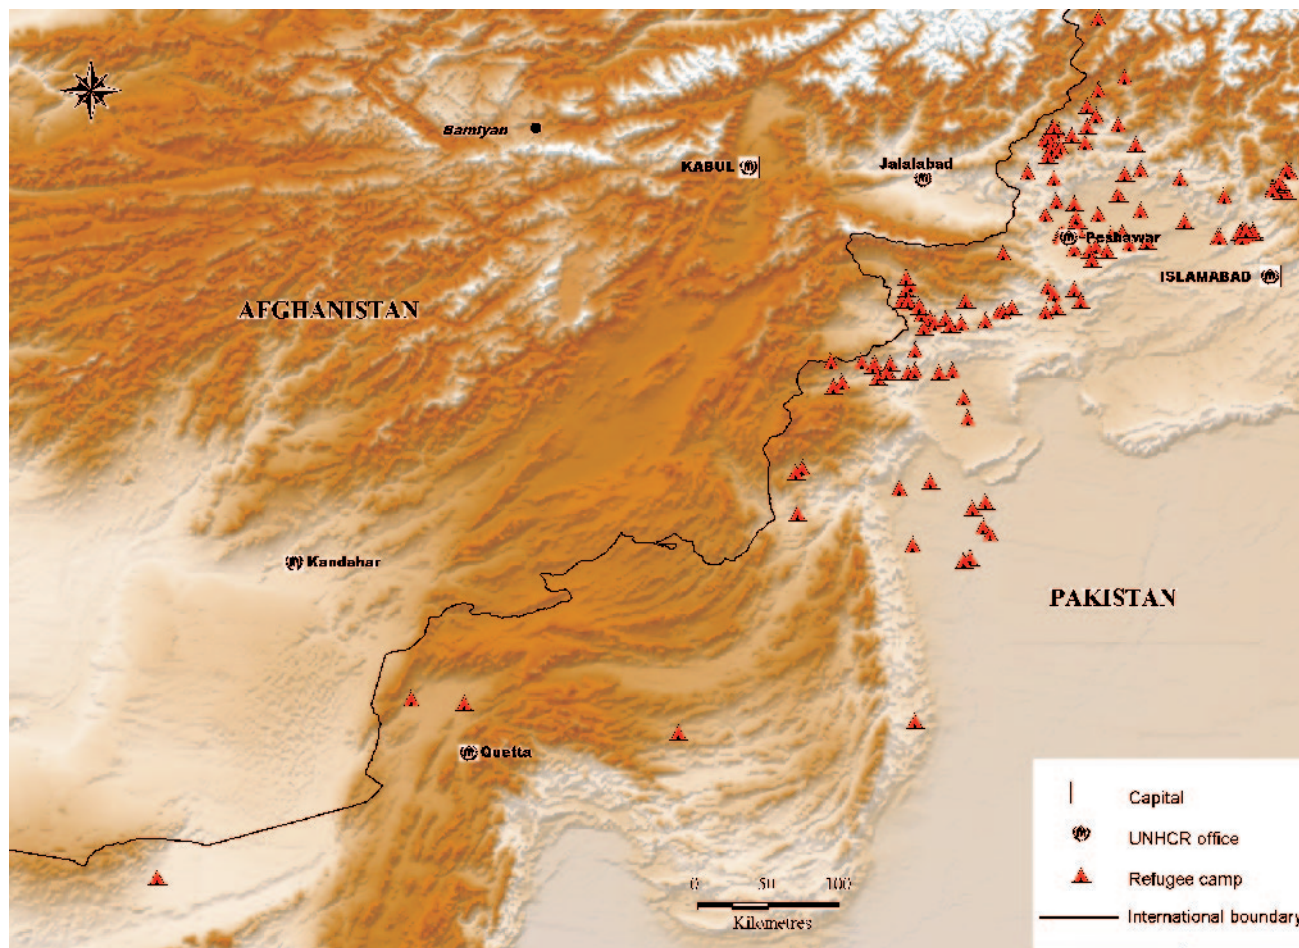 Bamiyan
KABUL
Jalalabad
Peshawar
ISLAMABAD
AFGHANISTAN
Kandahar
PAKISTAN
Quetta
Capital
UNHCR office
Refugee camp
International boundary
0 50 100
Kilometres